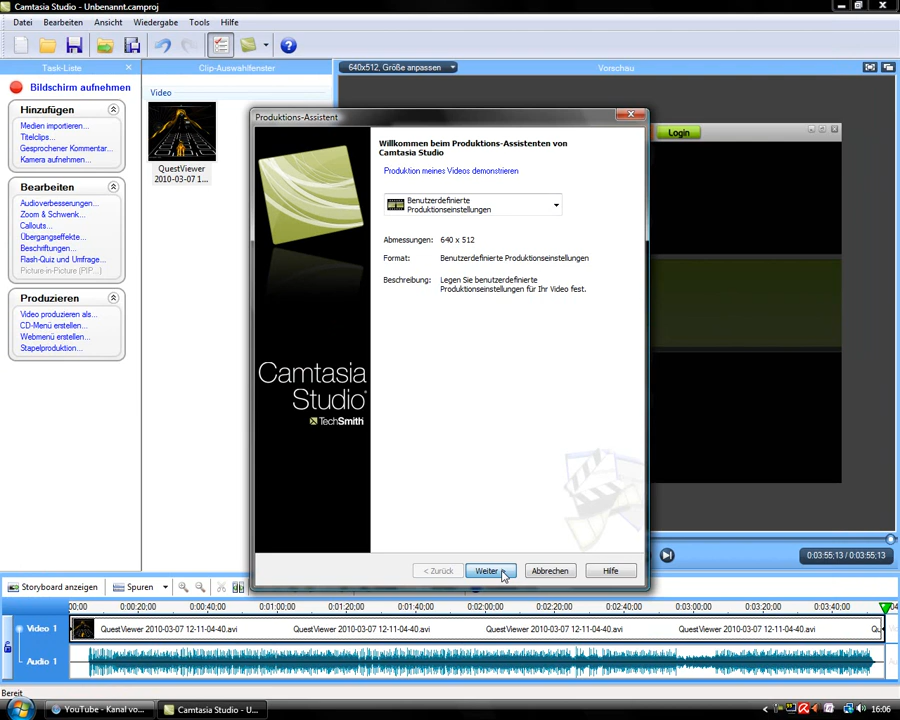 Camtasia Studio - Unbenannt.camproj
Datei Bearbeiten Ansicht Wiedergabe Tools Hilfe
Task-Liste
Clip-Auswahlfenster
640x512, Größe anpassen
Vorschau
Bildschirm aufnehmen
Hinzufügen
Medien importieren...
Titelclips...
Gesprochener Kommentar...
Kamera aufnehmen...
Bearbeiten
Audioverbesserungen...
Zoom & Schwenk...
Callouts...
Übergangseffekte...
Beschriftungen...
Flash-Quiz und Umfrage...
Picture-in-Picture (PIP)...
Produzieren
Video produzieren als...
CD-Menü erstellen...
Webmenü erstellen...
Stapelproduktion...
Video
QuestViewer
2010-03-07 1...
Produktions-Assistent
Willkommen beim Produktions-Assistenten von
Camtasia Studio
Produktion meines Videos demonstrieren
Benutzerdefinierte
Produktionseinstellungen
Abmessungen: 640 x 512
Format: Benutzerdefinierte Produktionseinstellungen
Beschreibung: Legen Sie benutzerdefinierte
Produktionseinstellungen für Ihr Video fest.
Camtasia
Studio
TechSmith
< Zurück Weiter > Abbrechen Hilfe
Login
0:03:55;13 / 0:03:55;13
Storyboard anzeigen Spuren
00:00 0:00:20;00 0:00:40;00 0:01:00;00 0:01:20;00 0:01:40;00 0:02:00;00 0:02:20;00 0:02:40;00 0:03:00;00 0:03:20;00 0:03:40;00
Video 1 QuestViewer 2010-03-07 12-11-04-40.avi QuestViewer 2010-03-07 12-11-04-40.avi QuestViewer 2010-03-07 12-11-04-40.avi QuestViewer 2010-03-07 12-11-04-40.avi
Audio 1
Bereit
YouTube - Kanal vo... Camtasia Studio - U... 16:06